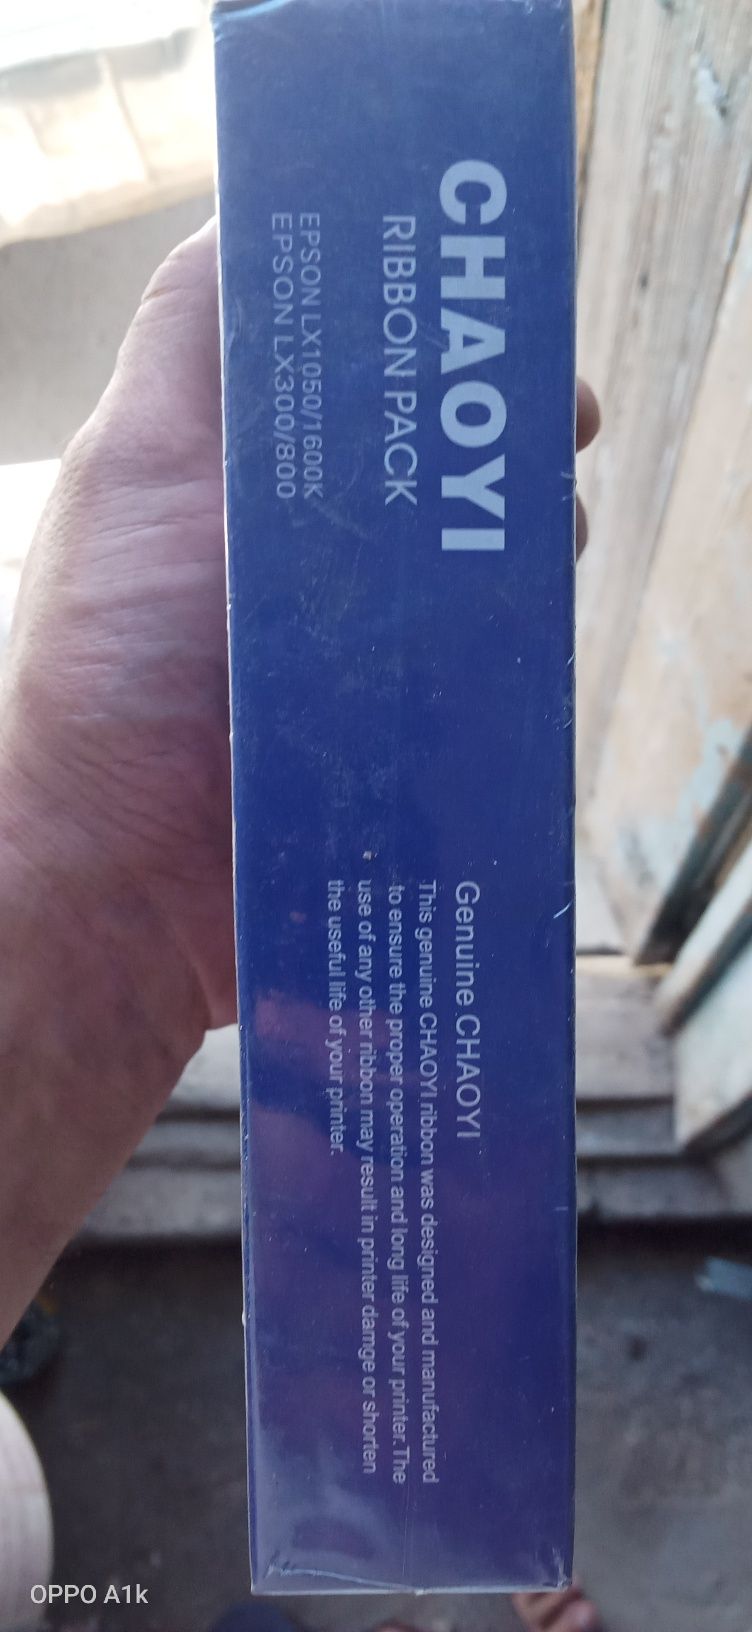 CHAOYI
RIBBON PACK
EPSON LX1050/1600K
EPSON LX300/800
Genuine CHAOYI
This genuine CHAOYI ribbon was designed and manufactured
to ensure the proper operation and long life of your printer. The
use of any other ribbon may result in printer damge or shorten
the useful life of your printer.
OPPO A1k